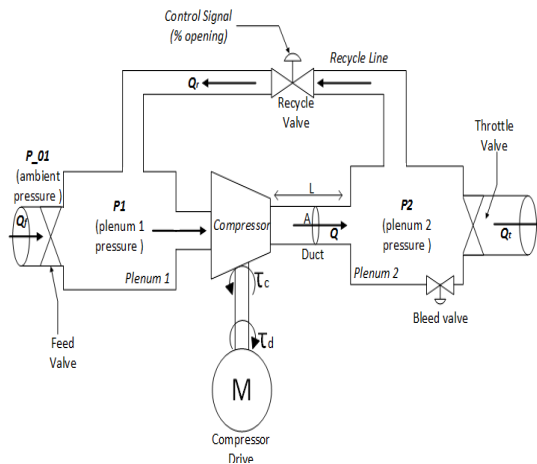 Control Signal
(% opening)
Recycle Line
Qr
Recycle
Valve
Throttle
Valve
P_01
(ambient
pressure )
Qf
P1
(plenum 1
pressure )
Compressor
L
A
Q
Duct
P2
(plenum 2
pressure )
Qt
Plenum 1
Plenum 2
τc
Bleed valve
Feed
Valve
τd
M
Compressor
Drive